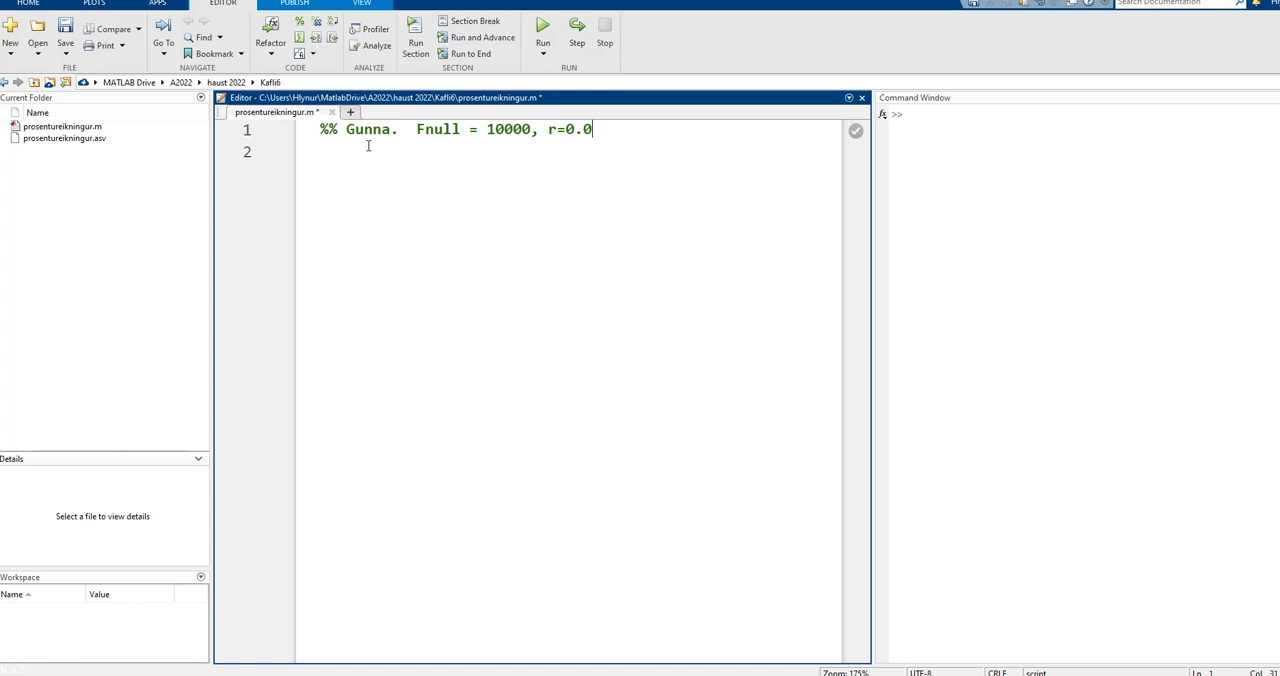 HOME PLOTS APPS EDITOR PUBLISH VIEW
Search Documentation
New Open Save Compare Print
Go To Find Bookmark
Refactor
Profiler
Analyze
Run Section
Section Break
Run and Advance
Run to End
Run Step Stop
FILE NAVIGATE CODE ANALYZE SECTION RUN
MATLAB Drive ▸ A2022 ▸ haust 2022 ▸ Kafli6
Current Folder
Name
prosentureikningur.m
prosentureikningur.asv
Details
Select a file to view details
Workspace
Name Value
Editor - C:\Users\Hlynur\MatlabDrive\A2022\haust 2022\Kafli6\prosentureikningur.m *
prosentureikningur.m *
1 %% Gunna. Fnull = 10000, r=0.0
2
Command Window
fx >>
Zoom: 175% UTF-8 CRLF script Ln 1 Col 31